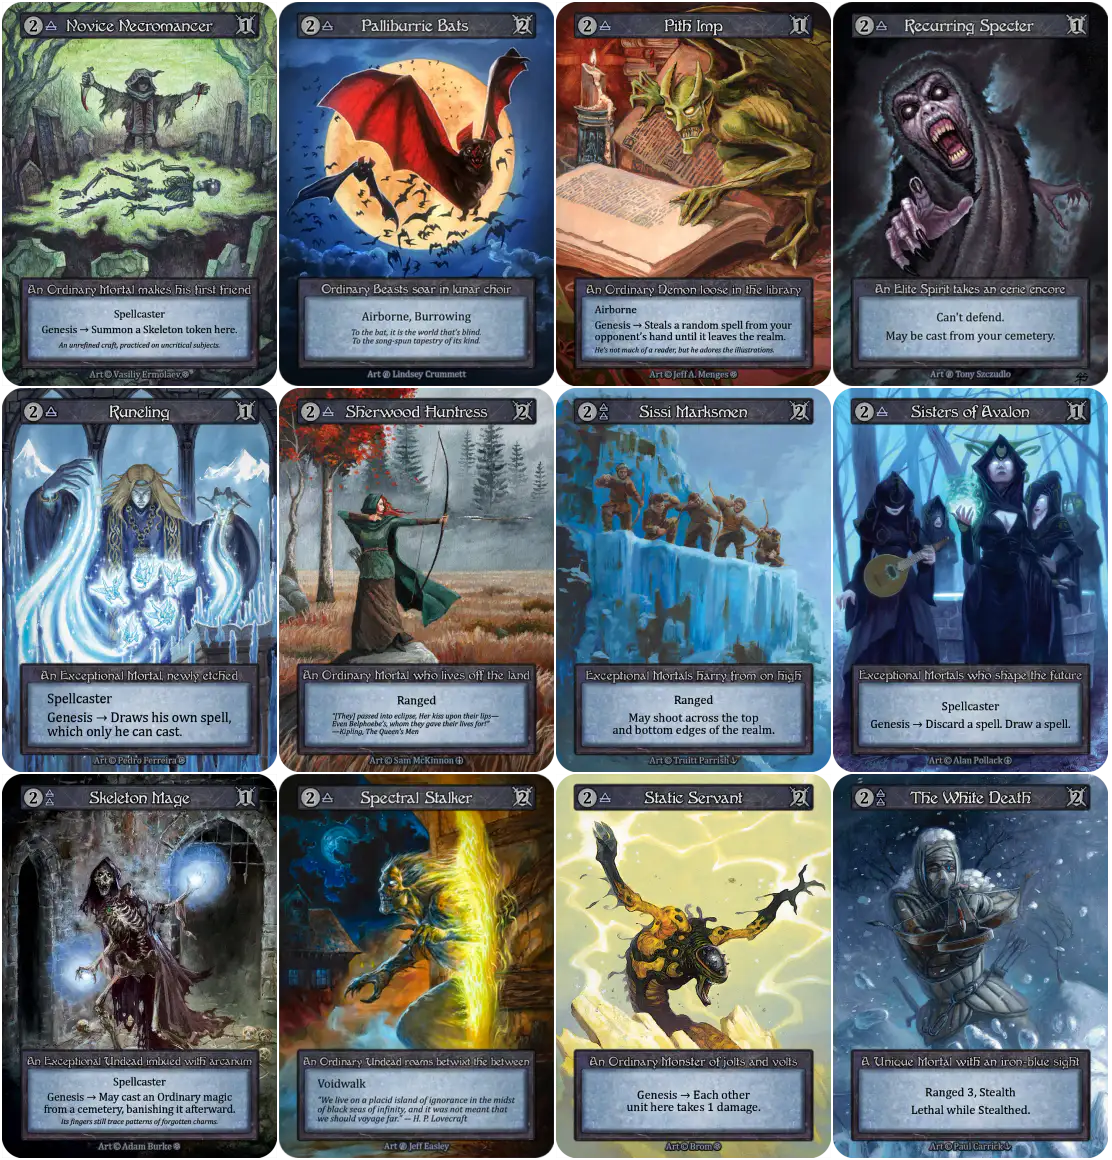 2 Novice Necromancer 1
An Ordinary Mortal makes his first friend
Spellcaster
Genesis → Summon a Skeleton token here.
An unrefined craft, practiced on uncritical subjects.
Art © Vasiliy Ermolaev
2 Palliburrie Bats 2
Ordinary Beasts soar in lunar choir
Airborne, Burrowing
To the bat, it is the world that's blind.
To the song-spun tapestry of its kind.
Art Lindsey Crummett
2 Pith Imp 1
An Ordinary Demon loose in the library
Airborne
Genesis → Steals a random spell from your
opponent's hand until it leaves the realm.
He's not much of a reader, but he adores the illustrations.
Art © Jeff A. Menges
2 Recurring Specter 1
An Elite Spirit takes an eerie encore
Can't defend.
May be cast from your cemetery.
Art Tony Szczudlo
2 Runeling 1
An Exceptional Mortal, newly etched
Spellcaster
Genesis → Draws his own spell,
which only he can cast.
Art © Pedro Ferreira
2 Sherwood Huntress 2
An Ordinary Mortal who lives off the land
Ranged
"[They] passed into eclipse, Her kiss upon their lips—
Even Belphoebe's, whom they gave their lives for!"
—Kipling, The Queen's Men
Art © Sam McKinnon
2 Sissi Marksmen 2
Exceptional Mortals harry from on high
Ranged
May shoot across the top
and bottom edges of the realm.
Art © Truitt Parrish
2 Sisters of Avalon 1
Exceptional Mortals who shape the future
Spellcaster
Genesis → Discard a spell. Draw a spell.
Art © Alan Pollack
2 Skeleton Mage 1
An Exceptional Undead imbued with arcanum
Spellcaster
Genesis → May cast an Ordinary magic
from a cemetery, banishing it afterward.
Its fingers still trace patterns of forgotten charms.
Art © Adam Burke
2 Spectral Stalker 2
An Ordinary Undead roams betwixt the between
Voidwalk
"We live on a placid island of ignorance in the midst
of black seas of infinity, and it was not meant that
we should voyage far." — H. P. Lovecraft
Art Jeff Easley
2 Static Servant 2
An Ordinary Monster of jolts and volts
Genesis → Each other
unit here takes 1 damage.
Art © Brom
2 The White Death 2
A Unique Mortal with an iron-blue sight
Ranged 3, Stealth
Lethal while Stealthed.
Art © Paul Carrick